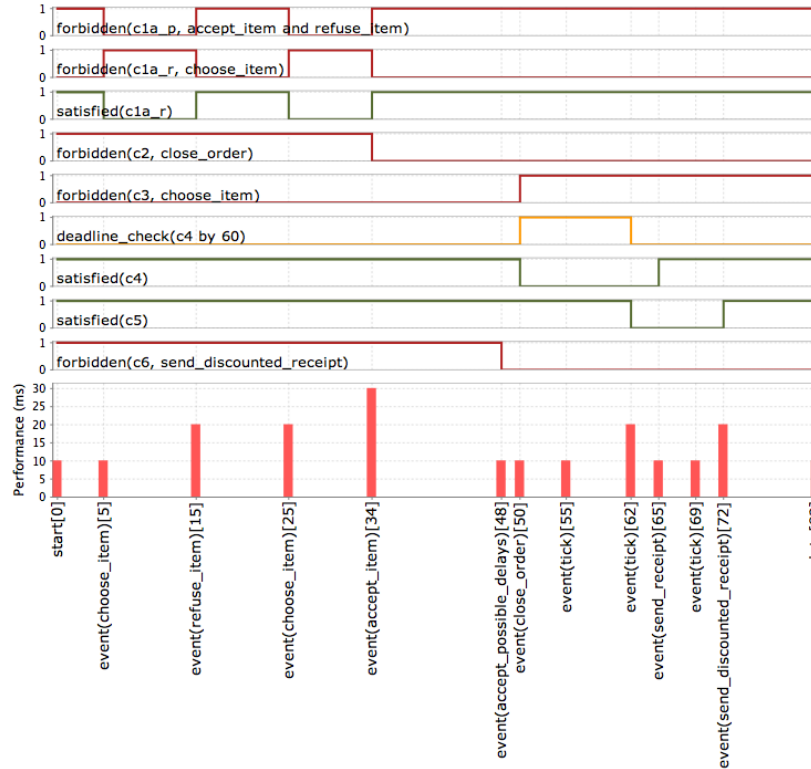 1
forbidden(c1a_p, accept_item and refuse_item)
0
1
forbidden(c1a_r, choose_item)
0
1
satisfied(c1a_r)
0
1
forbidden(c2, close_order)
0
1
forbidden(c3, choose_item)
0
1
deadline_check(c4 by 60)
0
1
satisfied(c4)
0
1
satisfied(c5)
0
1
forbidden(c6, send_discounted_receipt)
0
Performance (ms)
30
25
20
15
10
5
0
start[0]
event(choose_item)[5]
event(refuse_item)[15]
event(choose_item)[25]
event(accept_item)[34]
event(accept_possible_delays)[48]
event(close_order)[50]
event(tick)[55]
event(tick)[62]
event(send_receipt)[65]
event(tick)[69]
event(send_discounted_receipt)[72]